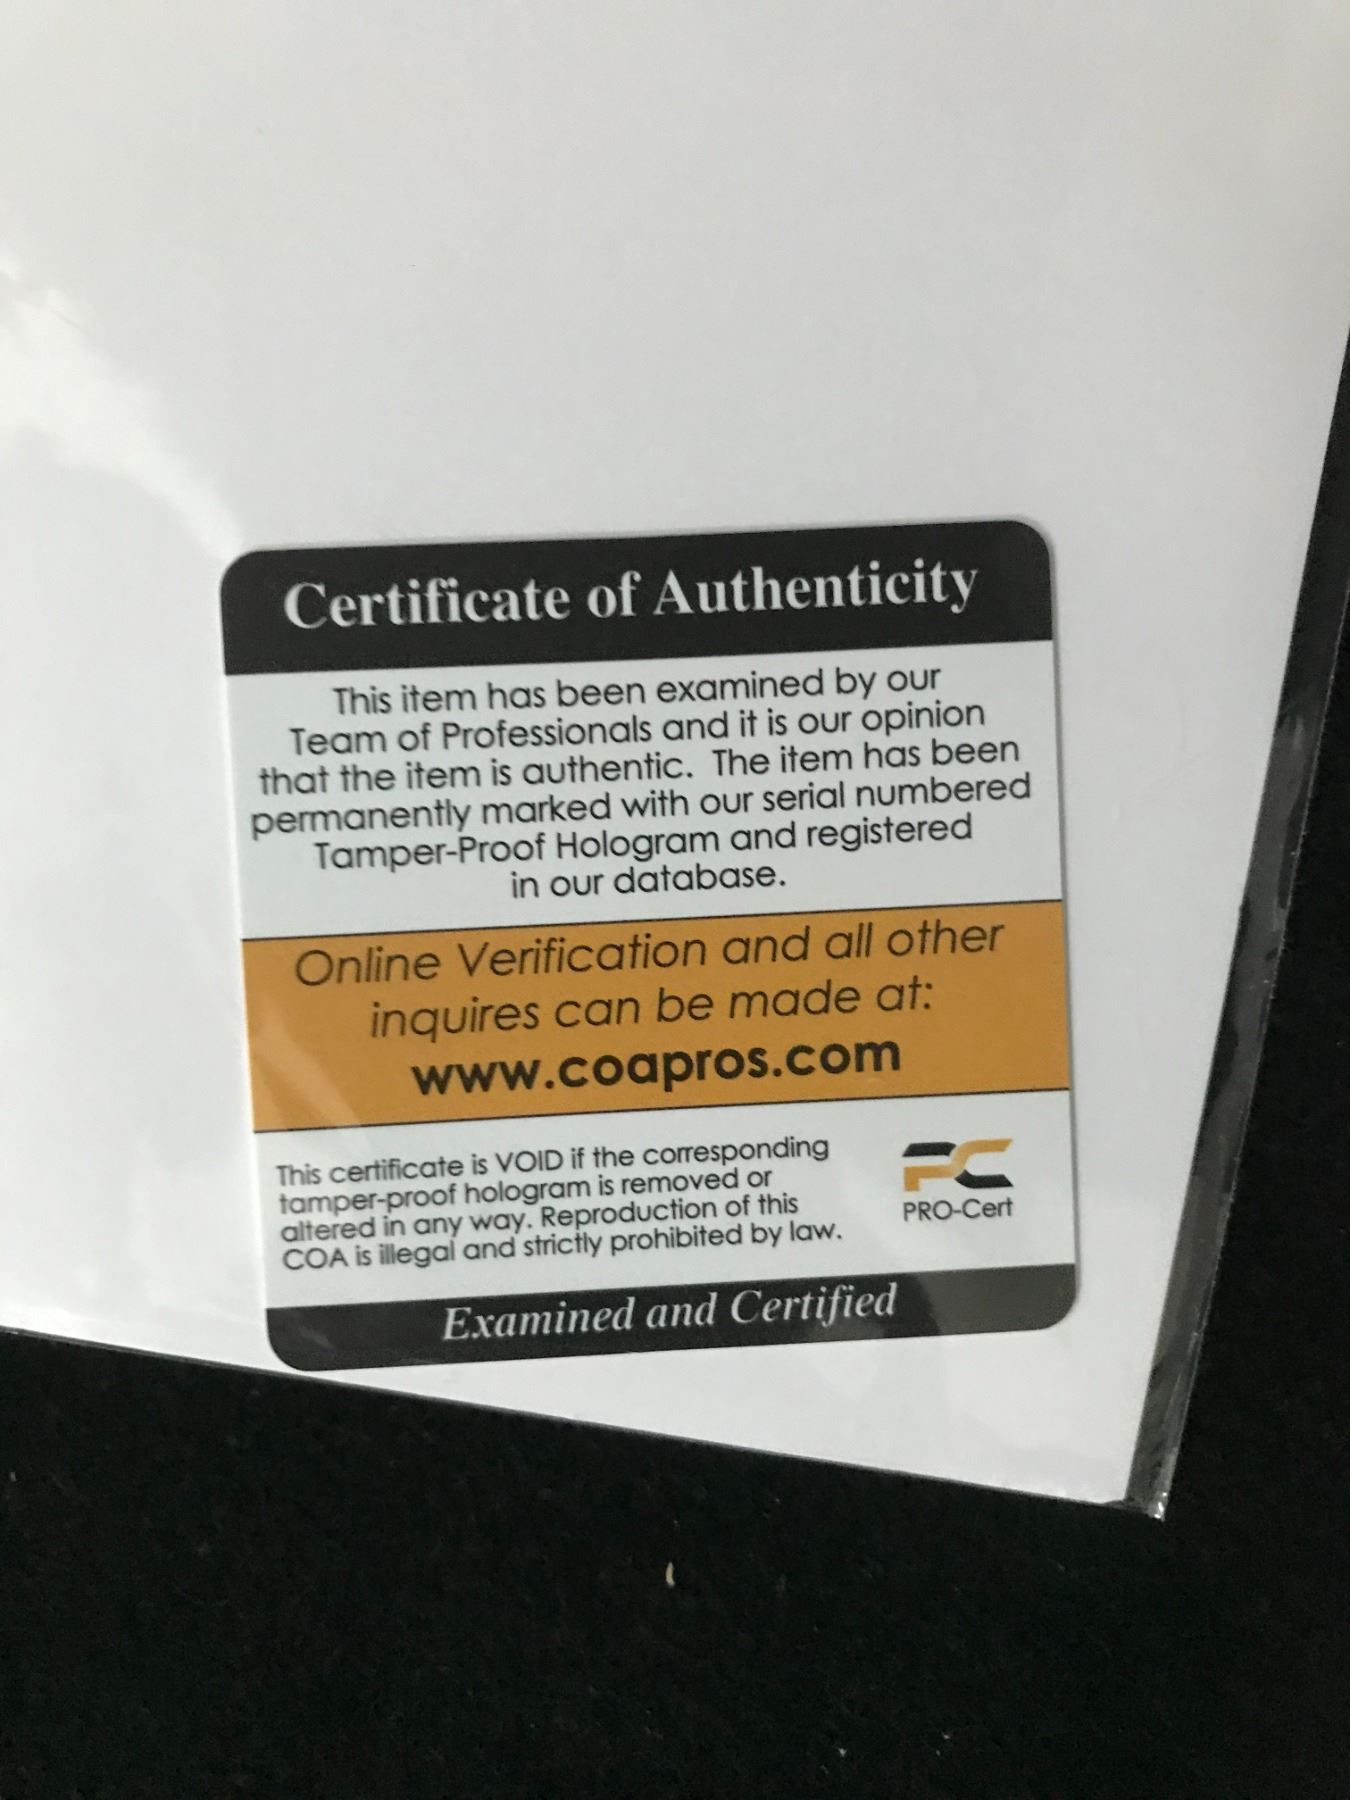 Certificate of Authenticity
This item has been examined by our
Team of Professionals and it is our opinion
that the item is authentic. The item has been
permanently marked with our serial numbered
Tamper-Proof Hologram and registered
in our database.
Online Verification and all other
inquires can be made at:
www.coapros.com
This certificate is VOID if the corresponding
tamper-proof hologram is removed or
altered in any way. Reproduction of this
COA is illegal and strictly prohibited by law.
PC
PRO-Cert
Examined and Certified